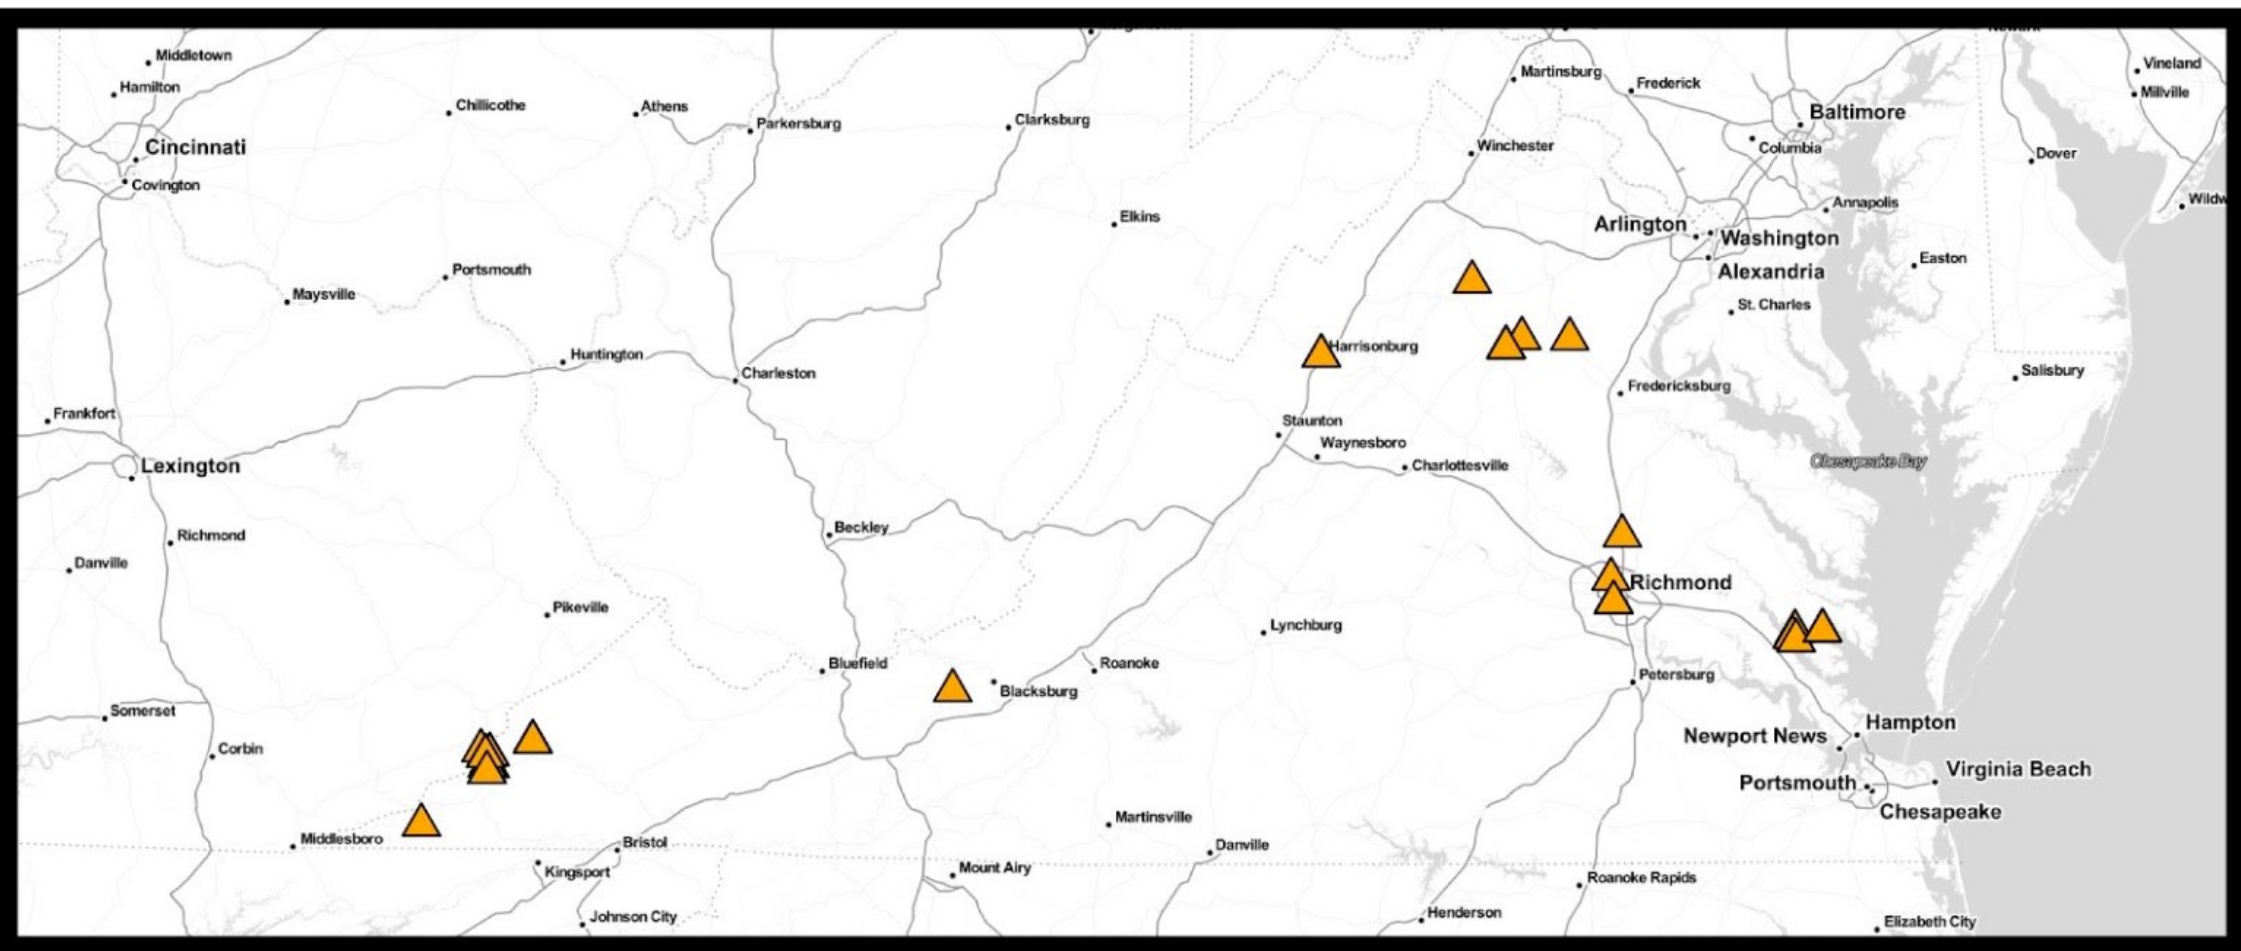 Middletown
Hamilton
Cincinnati
Covington
Chillicothe
Athens
Parkersburg
Clarksburg
Martinsburg
Frederick
Baltimore
Columbia
Vineland
Millville
Winchester
Dover
Elkins
Arlington
Washington
Alexandria
Annapolis
Easton
St. Charles
Maysville
Portsmouth
Huntington
Charleston
Harrisonburg
Fredericksburg
Salisbury
Frankfort
Lexington
Staunton
Waynesboro
Charlottesville
Chesapeake Bay
Richmond
Danville
Beckley
Pikeville
Richmond
Lynchburg
Bluefield
Blacksburg
Roanoke
Petersburg
Somerset
Corbin
Hampton
Newport News
Virginia Beach
Portsmouth
Chesapeake
Middlesboro
Bristol
Kingsport
Johnson City
Martinsville
Danville
Mount Airy
Roanoke Rapids
Henderson
Elizabeth City